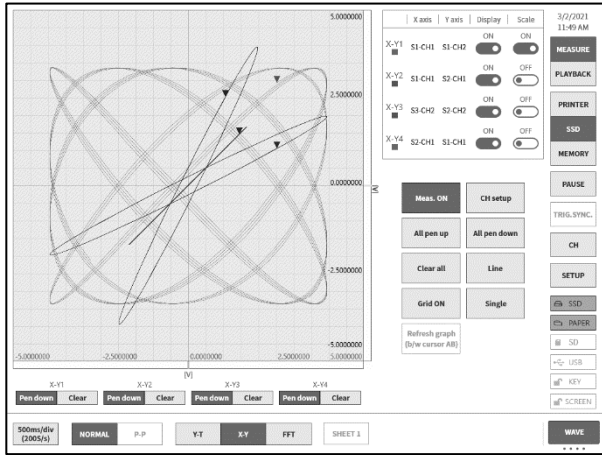 X axis Y axis Display Scale
X-Y1 S1-CH1 S1-CH2 ON ON
X-Y2 S1-CH1 S2-CH1 ON OFF
X-Y3 S3-CH2 S2-CH2 ON OFF
X-Y4 S2-CH1 S1-CH1 ON OFF
3/2/2021
11:49 AM
MEASURE
PLAYBACK
PRINTER
SSD
MEMORY
PAUSE
TRIG.SYNC.
CH
SETUP
SSD
PAPER
SD
USB
KEY
SCREEN
WAVE
5.0000000
2.5000000
0.0000000
-2.5000000
-5.0000000
[V]
-5.0000000 -2.5000000 0.0000000 2.5000000 5.0000000
[V]
Meas. ON CH setup
All pen up All pen down
Clear all Line
Grid ON Single
Refresh graph
(b/w cursor AB)
X-Y1 X-Y2 X-Y3 X-Y4
Pen down Clear Pen down Clear Pen down Clear Pen down Clear
500ms/div
(200S/s)
NORMAL P-P Y-T X-Y FFT SHEET 1